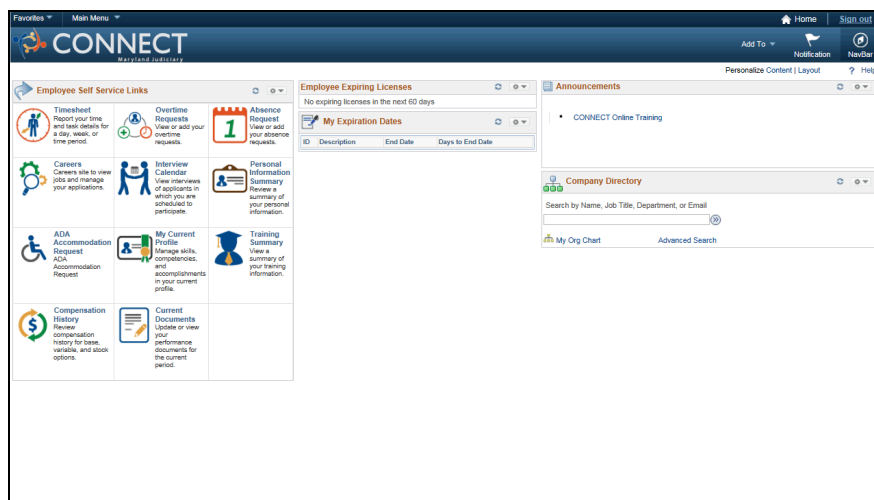 Favorites Main Menu Home Sign out
CONNECT
Maryland Judiciary
Add To Notification NavBar
Personalize Content | Layout ? Help
Employee Self Service Links
Timesheet
Report your time
and task details for
a day, week, or
time period.
Overtime
Requests
View or add your
overtime
requests.
1
Absence
Request
View or add
your absence
requests.
Careers
Careers site to view
jobs and manage
your applications.
Interview
Calendar
View interviews
of applicants in
which you are
scheduled to
participate.
Personal
Information
Summary
Review a
summary of
your personal
information.
ADA
Accommodation
Request
ADA
Accommodation
Request
My Current
Profile
Manage skills,
competencies,
and
accomplishments
in your current
profile.
Training
Summary
View a
summary of
your training
information.
$
Compensation
History
Review
compensation
history for base,
variable, and stock
options.
Current
Documents
Update or view
your
performance
documents for
the current
period.
Employee Expiring Licenses
No expiring licenses in the next 60 days
My Expiration Dates
ID Description End Date Days to End Date
Announcements
• CONNECT Online Training
Company Directory
Search by Name, Job Title, Department, or Email
My Org Chart Advanced Search